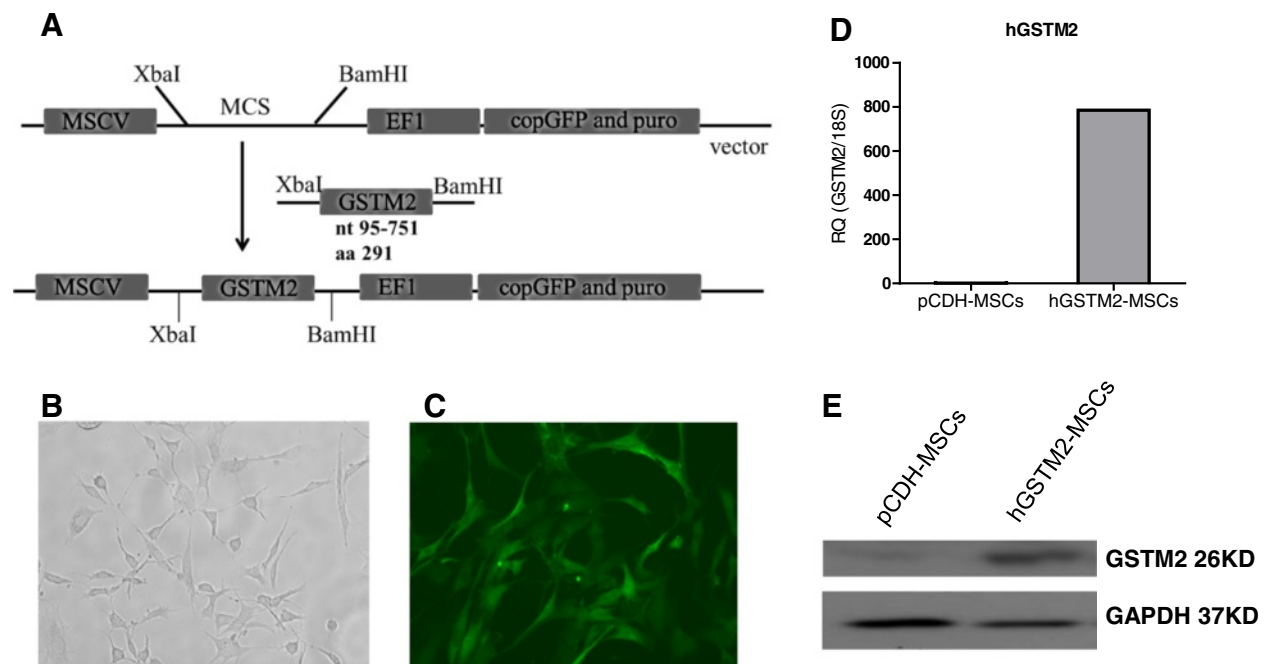 A
XbaI
MCS
BamHI
MSCV
EF1
copGFP and puro
vector
XbaI
GSTM2
BamHI
nt 95-751
aa 291
MSCV
GSTM2
EF1
copGFP and puro
XbaI
BamHI
B
C
D
hGSTM2
RQ (GSTM2/18S)
1000
800
600
400
200
0
pCDH-MSCs
hGSTM2-MSCs
E
pCDH-MSCs
hGSTM2-MSCs
GSTM2 26KD
GAPDH 37KD